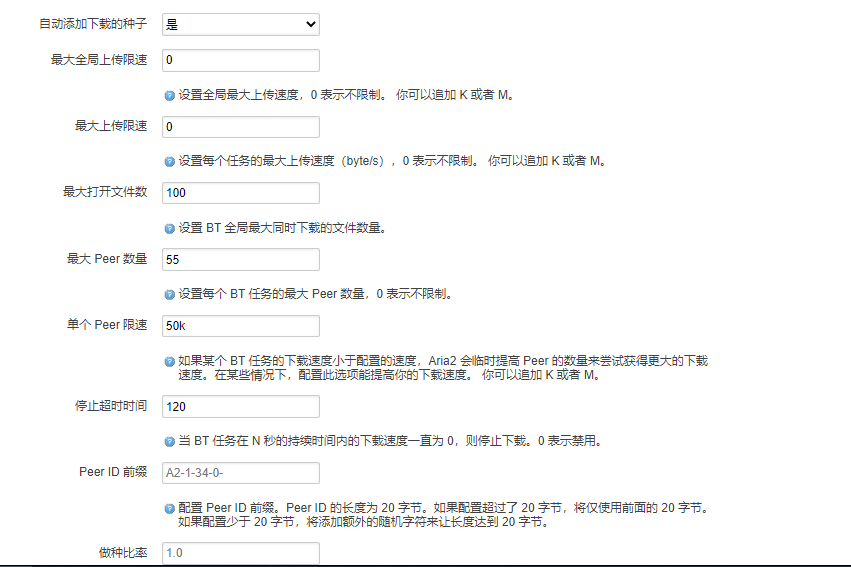 自动添加下载的种子 是
最大全局上传限速 0
设置全局最大上传速度，0 表示不限制。 你可以追加 K 或者 M。
最大上传限速 0
设置每个任务的最大上传速度（byte/s），0 表示不限制。 你可以追加 K 或者 M。
最大打开文件数 100
设置 BT 全局最大同时下载的文件数量。
最大 Peer 数量 55
设置每个 BT 任务的最大 Peer 数量，0 表示不限制。
单个 Peer 限速 50k
如果某个 BT 任务的下载速度小于配置的速度，Aria2 会临时提高 Peer 的数量来尝试获得更大的下载
速度。在某些情况下，配置此选项能提高你的下载速度。 你可以追加 K 或者 M。
停止超时时间 120
当 BT 任务在 N 秒的持续时间内的下载速度一直为 0，则停止下载。0 表示禁用。
Peer ID 前缀 A2-1-34-0-
配置 Peer ID 前缀。Peer ID 的长度为 20 字节。如果配置超过了 20 字节，将仅使用前面的 20 字节。
如果配置少于 20 字节，将添加额外的随机字符来让长度达到 20 字节。
做种比率 1.0